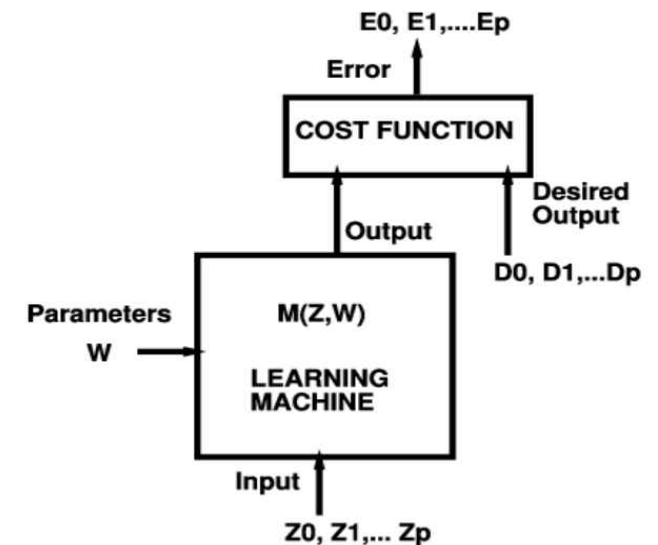 E0, E1,....Ep
Error
COST FUNCTION
Desired
Output
Output
D0, D1,...Dp
Parameters
M(Z,W)
W
LEARNING
MACHINE
Input
Z0, Z1,... Zp